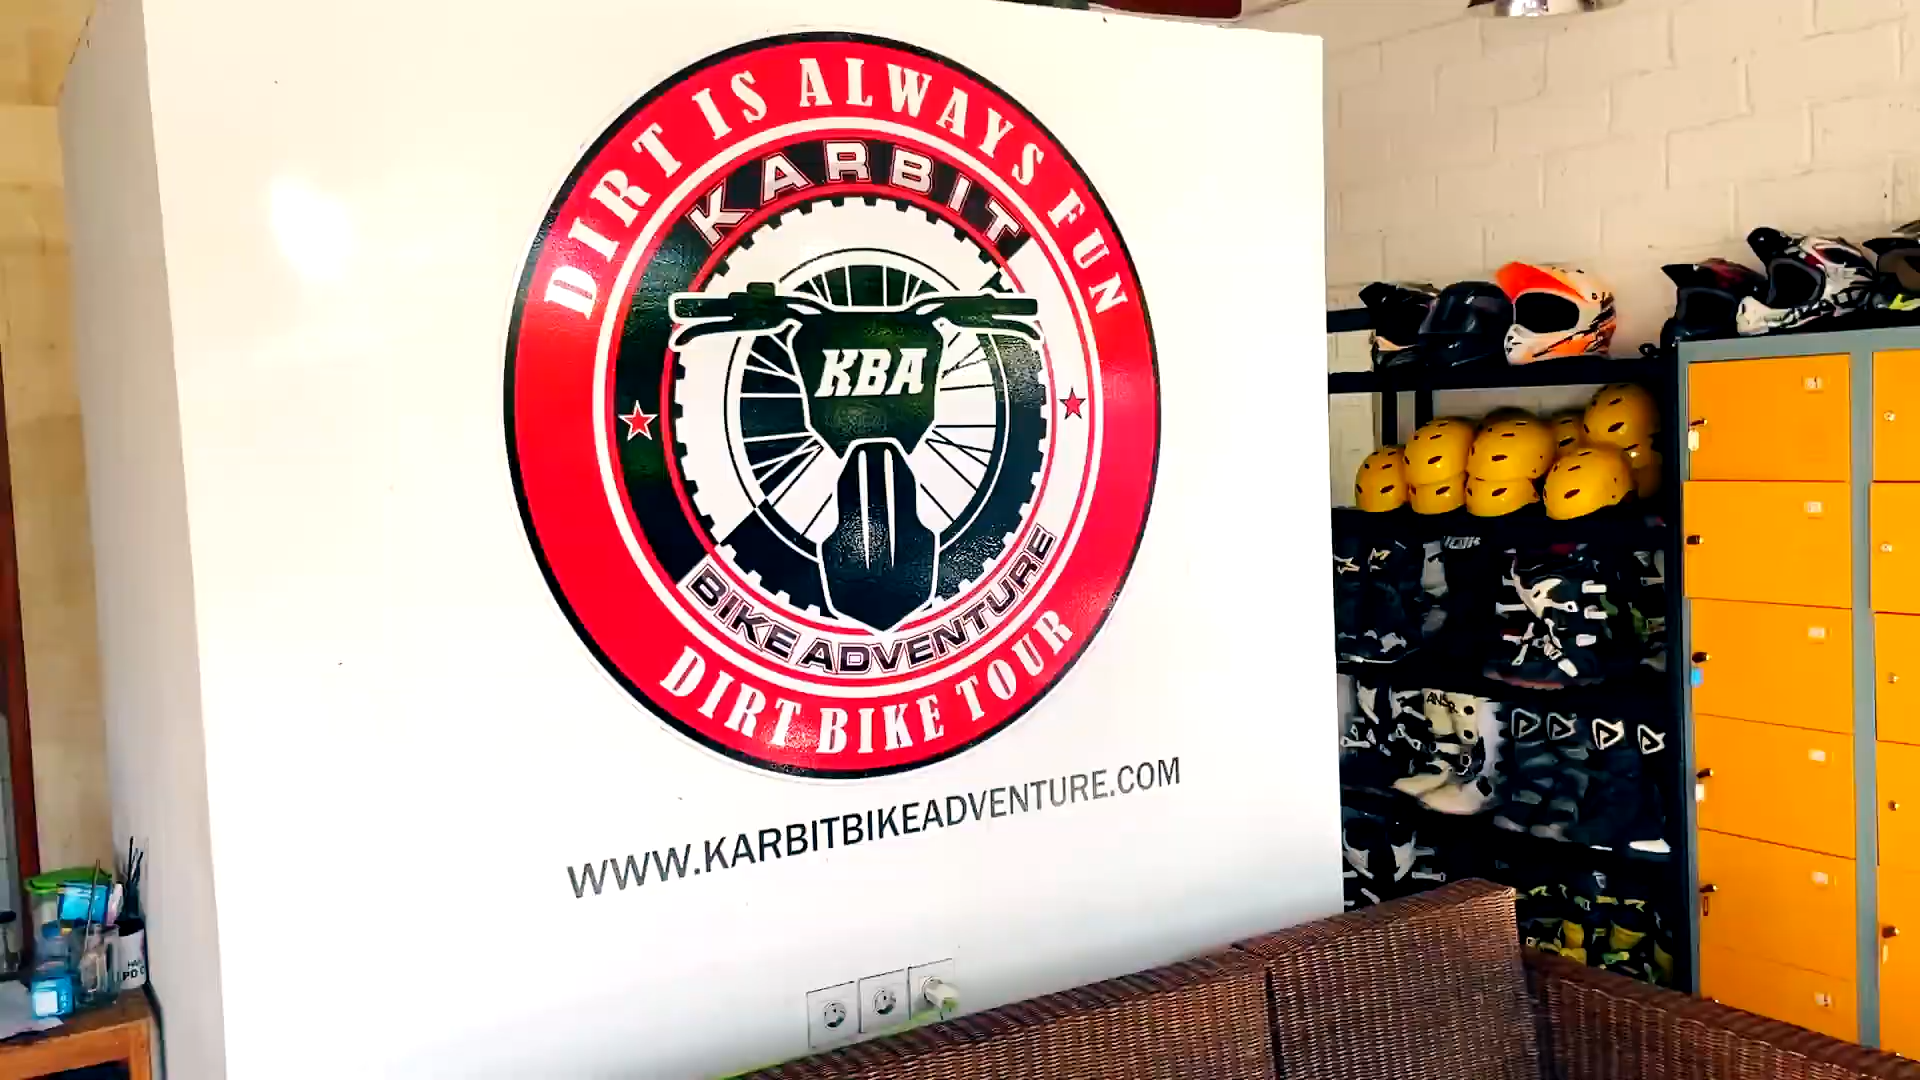 DIRT IS ALWAYS FUN
KARBIT
KBA
BIKE ADVENTURE
DIRT BIKE TOUR
WWW.KARBITBIKEADVENTURE.COM